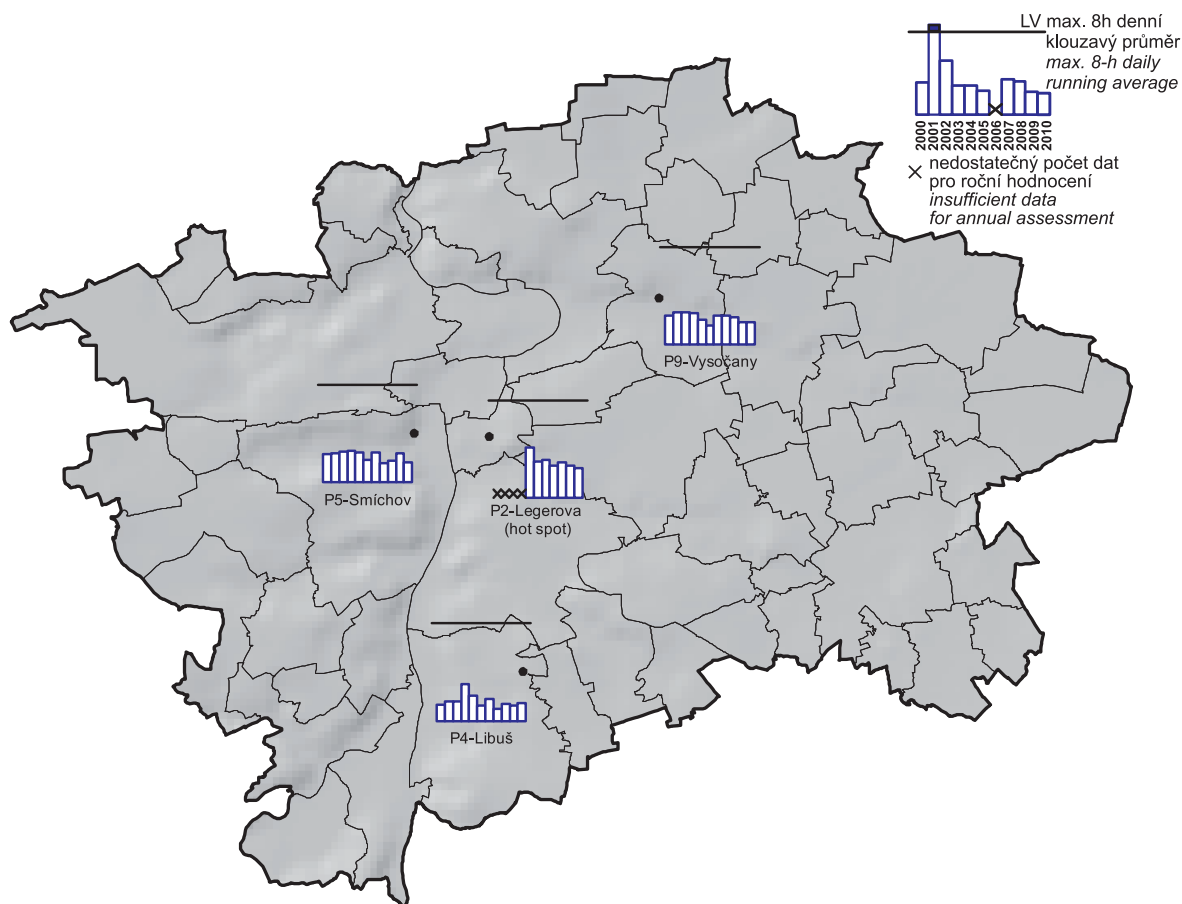 LV max. 8h denní
klouzavý průměr
max. 8-h daily
running average
2000
2001
2002
2003
2004
2005
2006
2007
2008
2009
2010
× nedostatečný počet dat
pro roční hodnocení
insufficient data
for annual assessment
P9-Vysočany
P5-Smíchov
P2-Legerova
(hot spot)
P4-Libuš